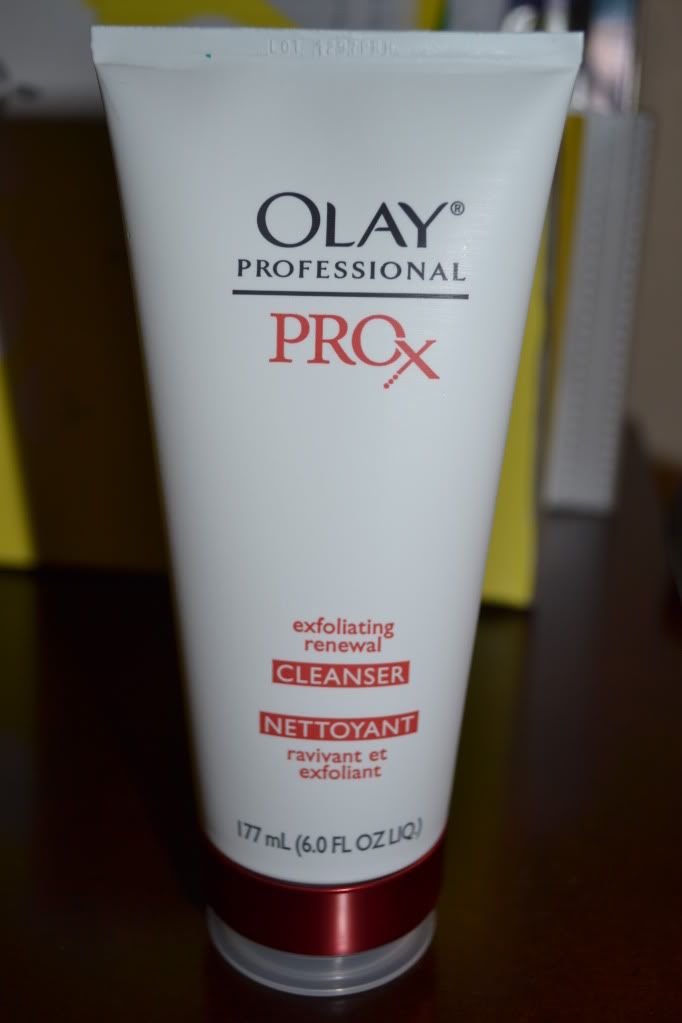 OLAY®
PROFESSIONAL
PROX
exfoliating
renewal
CLEANSER
NETTOYANT
ravivant et
exfoliant
177 mL (6.0 FL OZ LIQ.)